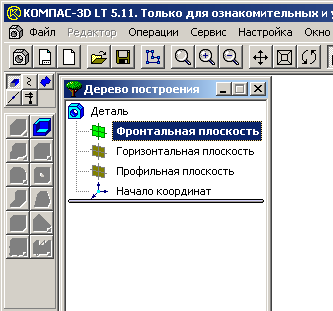 КОМПАС-3D LT 5.11. Только для ознакомительных и
Файл Редактор Операции Сервис Настройка Окно
Дерево построения
Деталь
Фронтальная плоскость
Горизонтальная плоскость
Профильная плоскость
Начало координат